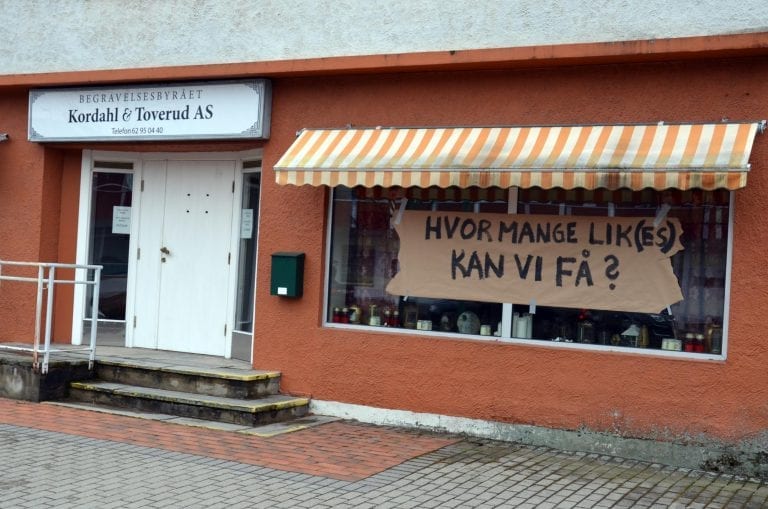 BEGRAVELSESBYRÅET
Kordahl & Toverud AS
Telefon 62 95 04 40
HVOR MANGE LIK(ES)
KAN VI FÅ?